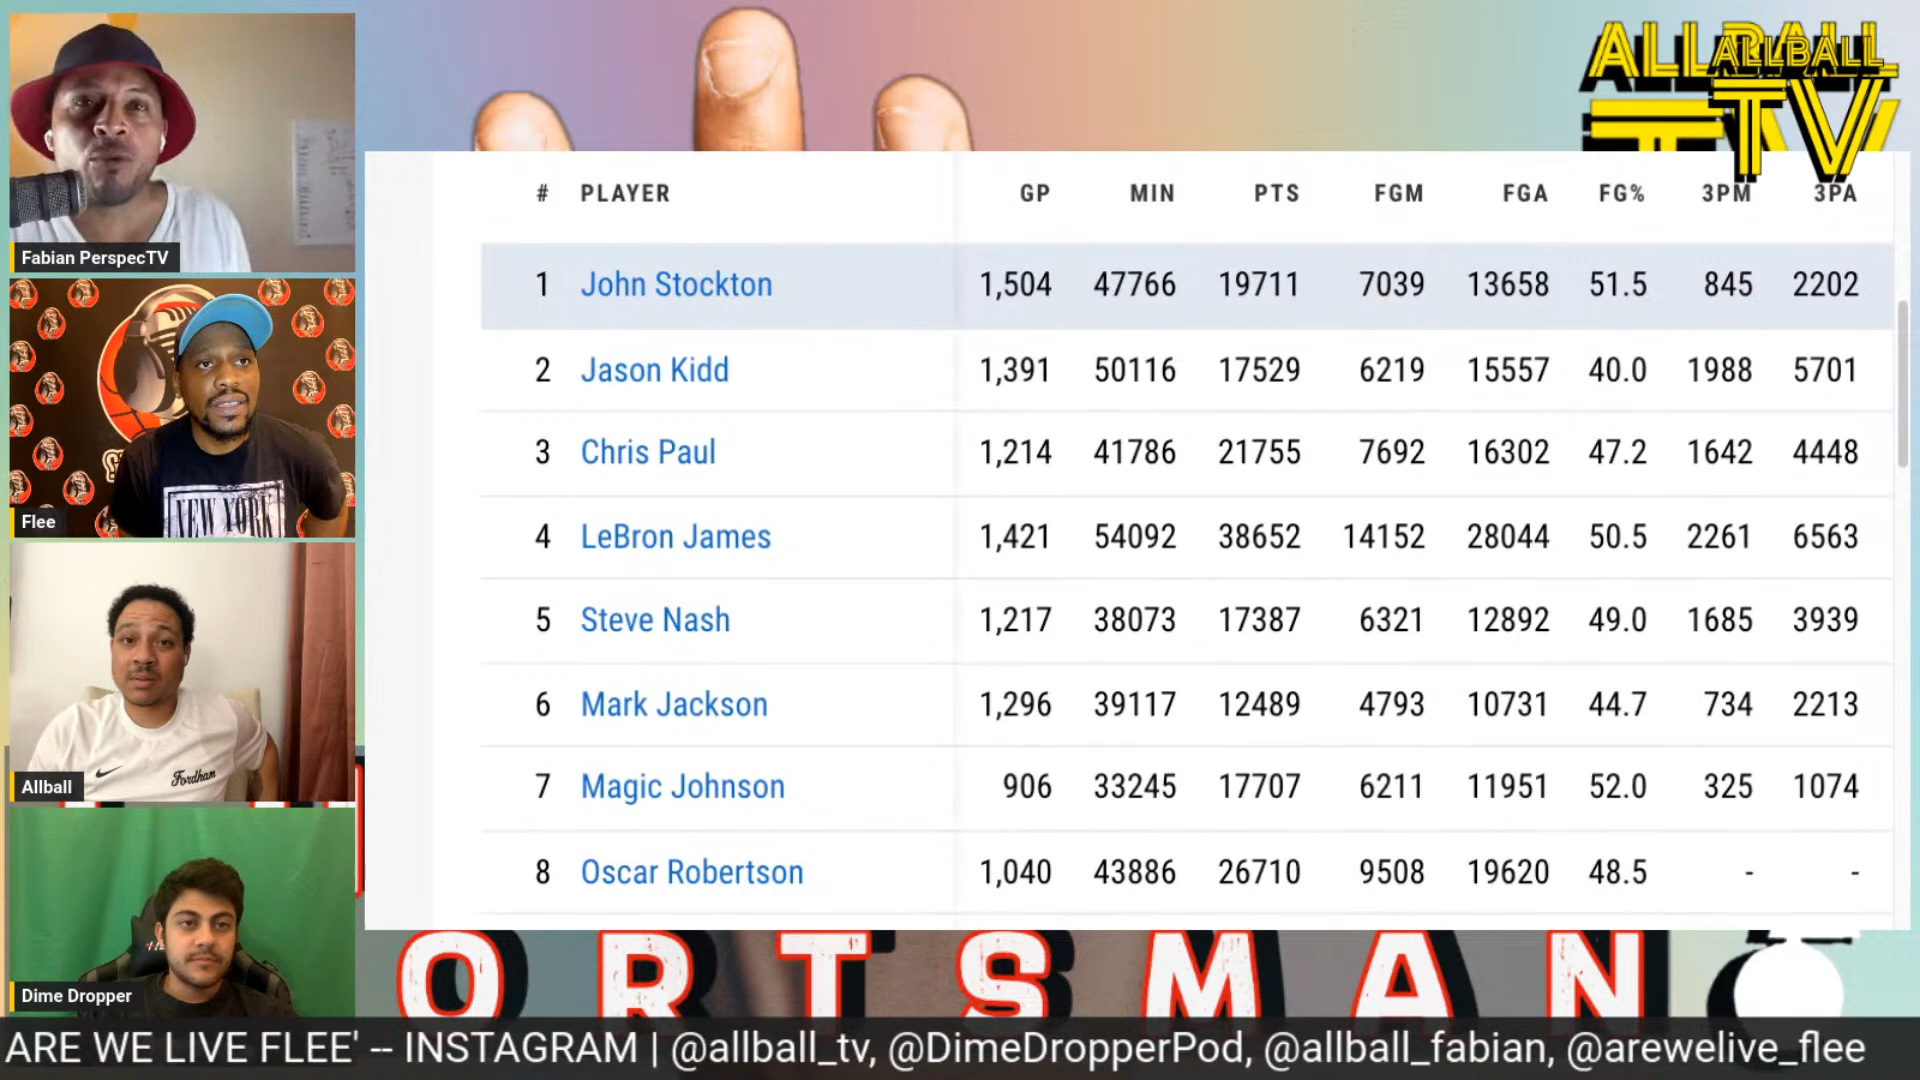 ALLBALL
TV
ALLBALL
TV
Fabian PerspecTV
NEW YORK
Flee
Fordham
Allball
Dime Dropper
# PLAYER GP MIN PTS FGM FGA FG% 3PM 3PA
1 John Stockton 1,504 47766 19711 7039 13658 51.5 845 2202
2 Jason Kidd 1,391 50116 17529 6219 15557 40.0 1988 5701
3 Chris Paul 1,214 41786 21755 7692 16302 47.2 1642 4448
4 LeBron James 1,421 54092 38652 14152 28044 50.5 2261 6563
5 Steve Nash 1,217 38073 17387 6321 12892 49.0 1685 3939
6 Mark Jackson 1,296 39117 12489 4793 10731 44.7 734 2213
7 Magic Johnson 906 33245 17707 6211 11951 52.0 325 1074
8 Oscar Robertson 1,040 43886 26710 9508 19620 48.5 - -
ORTSMAN
ARE WE LIVE FLEE' -- INSTAGRAM | @allball_tv, @DimeDropperPod, @allball_fabian, @arewelive_flee